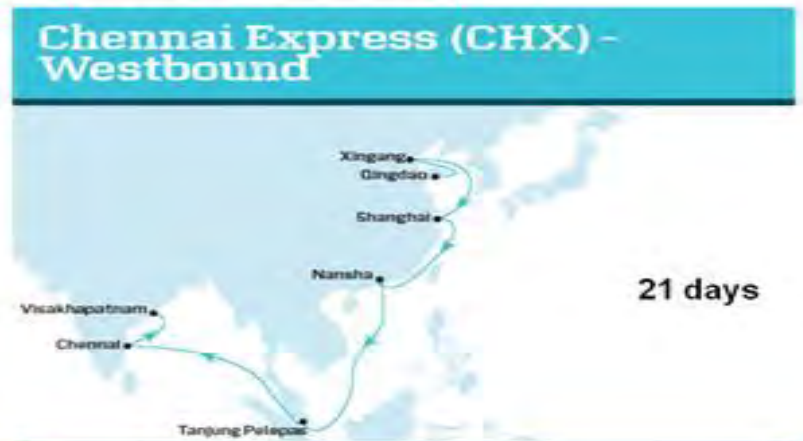 Chennai Express (CHX) -
Westbound
Xingang
Qingdao
Shanghai
Nansha
21 days
Visakhapatnam
Chennai
Tanjung Pelepas